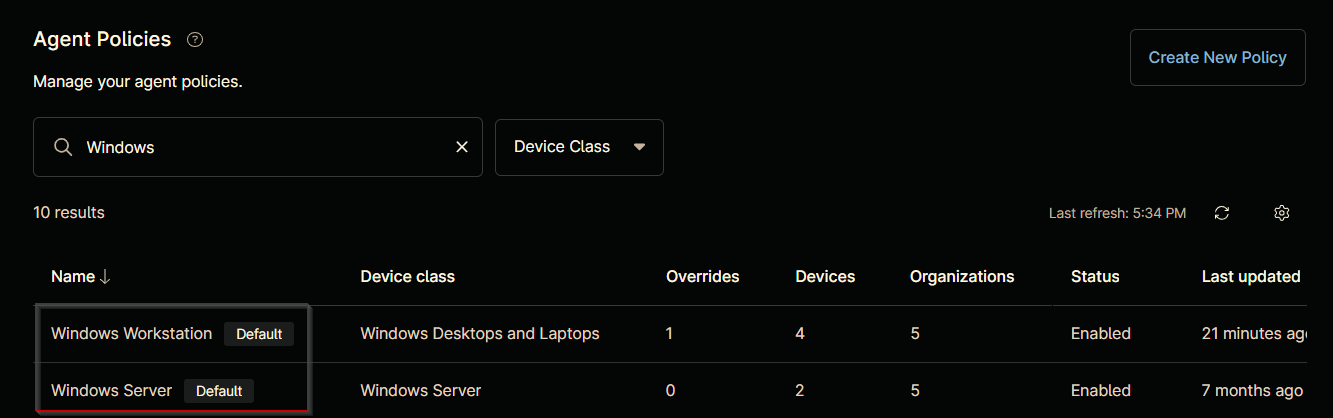 Agent Policies ?
Manage your agent policies.
Create New Policy
Windows
Device Class
10 results
Last refresh: 5:34 PM
Name Device class Overrides Devices Organizations Status Last updated
Windows Workstation Default Windows Desktops and Laptops 1 4 5 Enabled 21 minutes ag
Windows Server Default Windows Server 0 2 5 Enabled 7 months ago